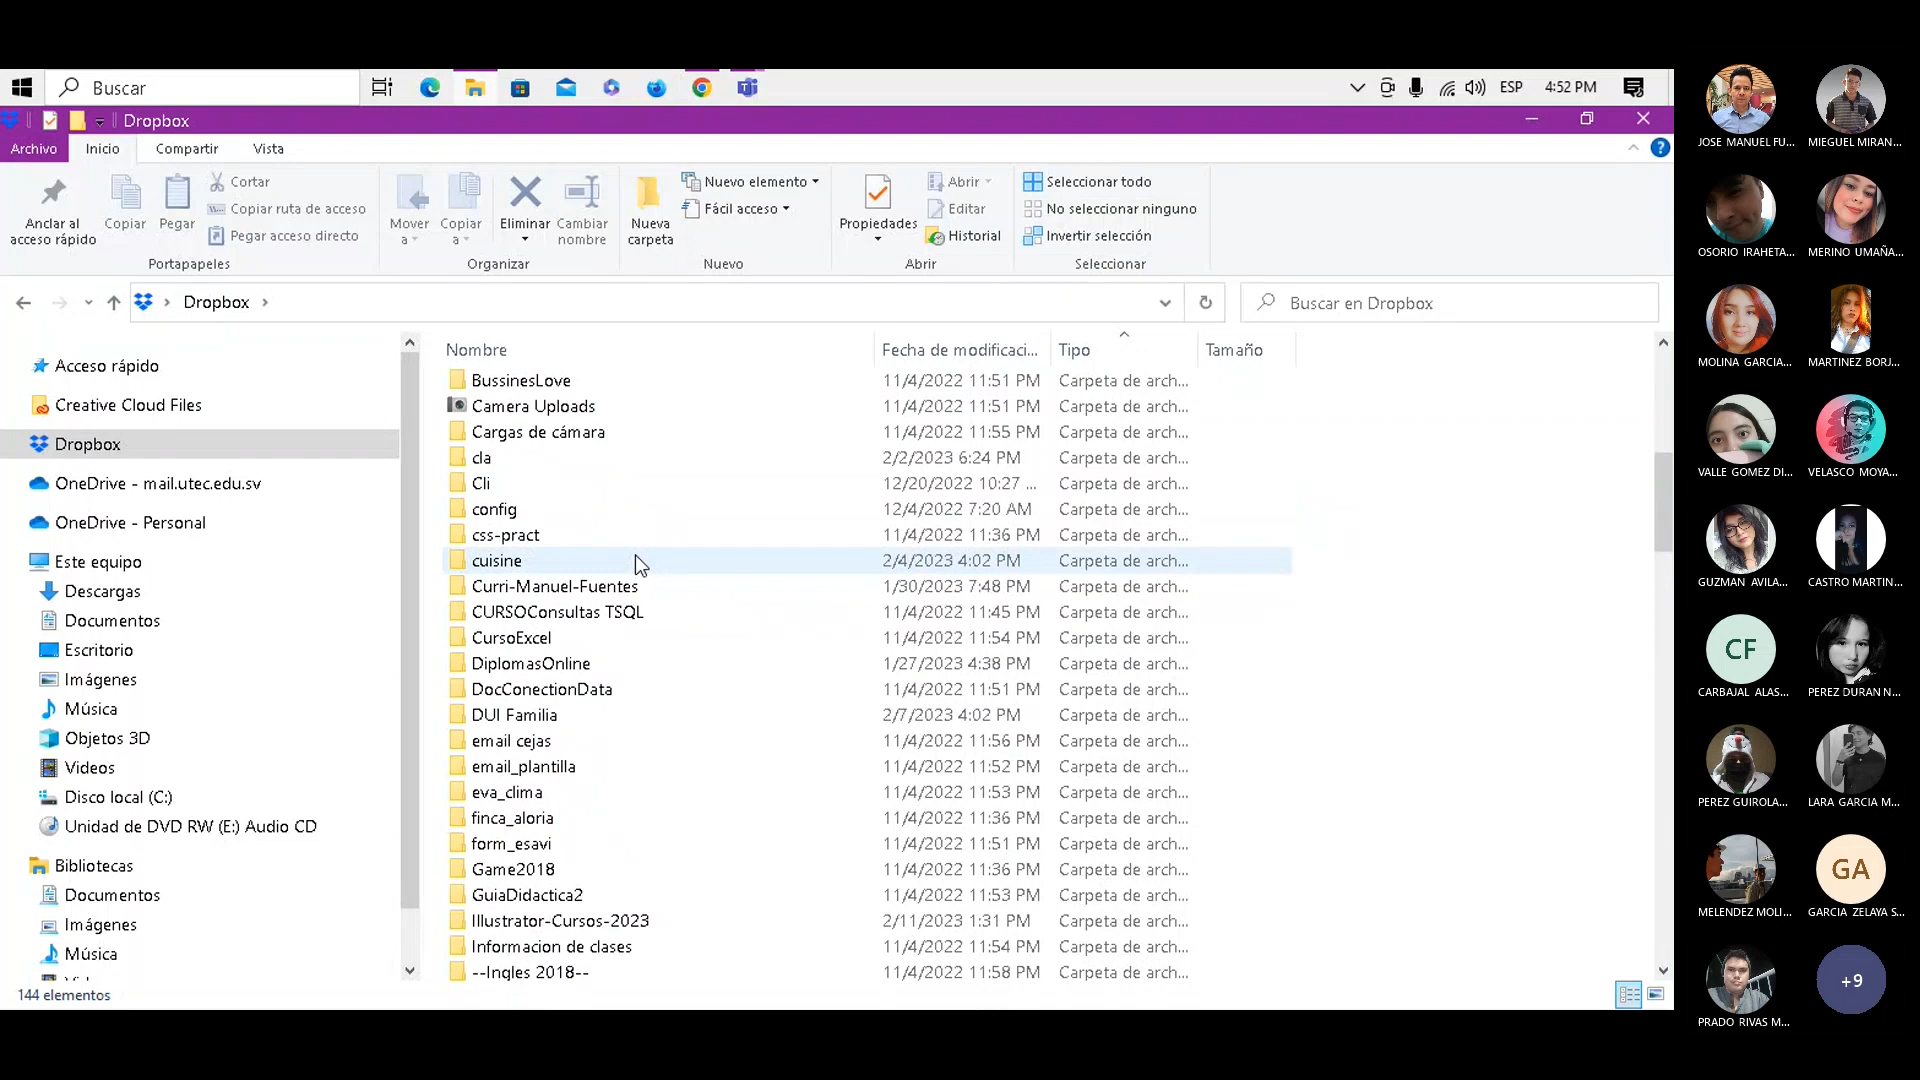 Buscar
ESP
4:52 PM
Dropbox
Archivo
Inicio
Compartir
Vista
Anclar al acceso rápido
Copiar
Pegar
Cortar
Copiar ruta de acceso
Pegar acceso directo
Portapapeles
Mover a
Copiar a
Eliminar
Cambiar nombre
Organizar
Nueva carpeta
Nuevo elemento
Fácil acceso
Nuevo
Propiedades
Abrir
Editar
Historial
Abrir
Seleccionar todo
No seleccionar ninguno
Invertir selección
Seleccionar
Dropbox
Buscar en Dropbox
Acceso rápido
Creative Cloud Files
Dropbox
OneDrive - mail.utec.edu.sv
OneDrive - Personal
Este equipo
Descargas
Documentos
Escritorio
Imágenes
Música
Objetos 3D
Videos
Disco local (C:)
Unidad de DVD RW (E:) Audio CD
Bibliotecas
Documentos
Imágenes
Música
144 elementos
Nombre Fecha de modificaci... Tipo Tamaño
BussinesLove 11/4/2022 11:51 PM Carpeta de arch...
Camera Uploads 11/4/2022 11:51 PM Carpeta de arch...
Cargas de cámara 11/4/2022 11:55 PM Carpeta de arch...
cla 2/2/2023 6:24 PM Carpeta de arch...
Cli 12/20/2022 10:27 ... Carpeta de arch...
config 12/4/2022 7:20 AM Carpeta de arch...
css-pract 11/4/2022 11:36 PM Carpeta de arch...
cuisine 2/4/2023 4:02 PM Carpeta de arch...
Curri-Manuel-Fuentes 1/30/2023 7:48 PM Carpeta de arch...
CURSOConsultas TSQL 11/4/2022 11:45 PM Carpeta de arch...
CursoExcel 11/4/2022 11:54 PM Carpeta de arch...
DiplomasOnline 1/27/2023 4:38 PM Carpeta de arch...
DocConectionData 11/4/2022 11:51 PM Carpeta de arch...
DUI Familia 2/7/2023 4:02 PM Carpeta de arch...
email cejas 11/4/2022 11:56 PM Carpeta de arch...
email_plantilla 11/4/2022 11:52 PM Carpeta de arch...
eva_clima 11/4/2022 11:53 PM Carpeta de arch...
finca_aloria 11/4/2022 11:36 PM Carpeta de arch...
form_esavi 11/4/2022 11:51 PM Carpeta de arch...
Game2018 11/4/2022 11:36 PM Carpeta de arch...
GuiaDidactica2 11/4/2022 11:53 PM Carpeta de arch...
Illustrator-Cursos-2023 2/11/2023 1:31 PM Carpeta de arch...
Informacion de clases 11/4/2022 11:54 PM Carpeta de arch...
--Ingles 2018-- 11/4/2022 11:58 PM Carpeta de arch...
JOSE MANUEL FU...
MIEGUEL MIRAN...
OSORIO IRAHETA...
MERINO UMAÑA...
MOLINA GARCIA...
MARTINEZ BORJ...
VALLE GOMEZ DI...
VELASCO MOYA...
GUZMAN AVILA...
CASTRO MARTIN...
CF
CARBAJAL ALAS...
PEREZ DURAN N...
PEREZ GUIROLA...
LARA GARCIA M...
MELENDEZ MOLI...
GA
GARCIA ZELAYA S...
PRADO RIVAS M...
+9